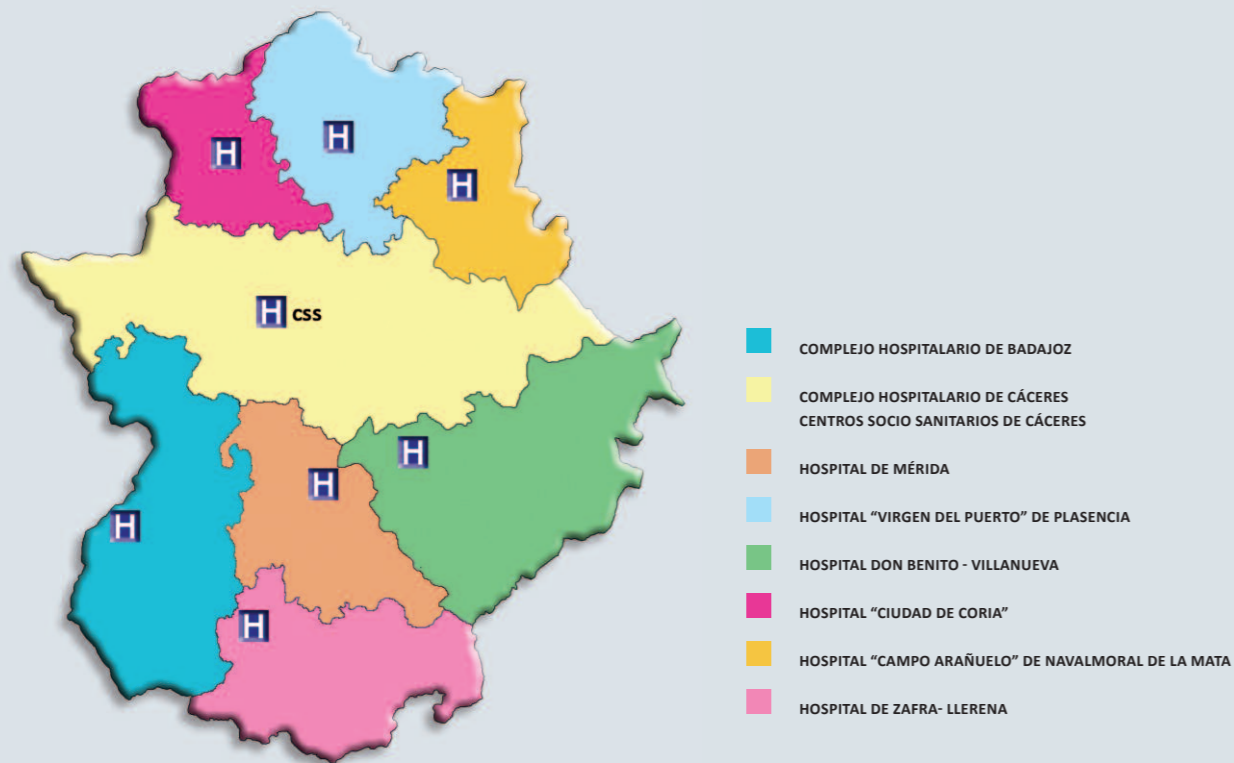 H
H
H
H css
H
H
H
H
COMPLEJO HOSPITALARIO DE BADAJOZ
COMPLEJO HOSPITALARIO DE CÁCERES
CENTROS SOCIO SANITARIOS DE CÁCERES
HOSPITAL DE MÉRIDA
HOSPITAL “VIRGEN DEL PUERTO” DE PLASENCIA
HOSPITAL DON BENITO - VILLANUEVA
HOSPITAL “CIUDAD DE CORIA”
HOSPITAL “CAMPO ARAÑUELO” DE NAVALMORAL DE LA MATA
HOSPITAL DE ZAFRA- LLERENA